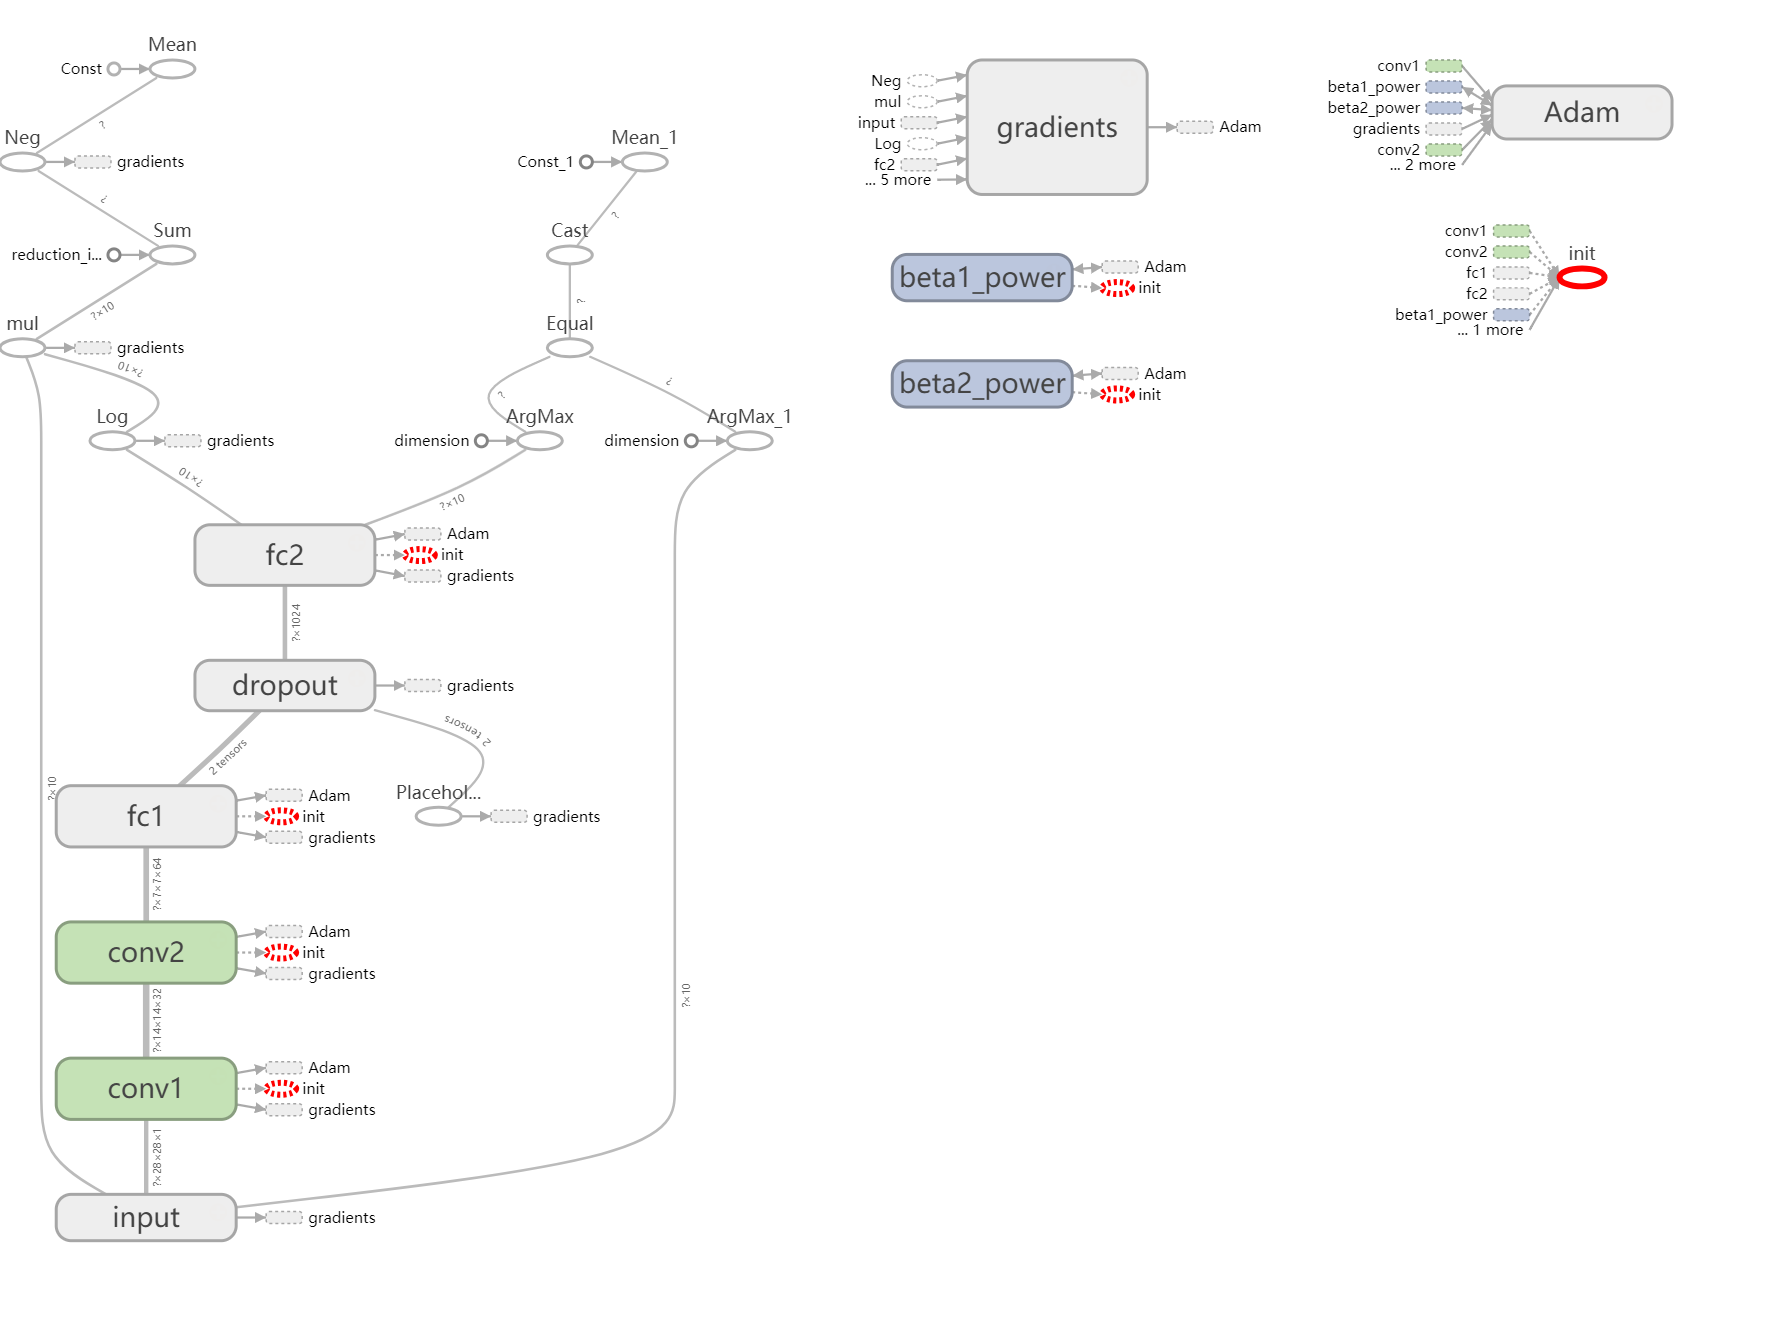 Mean
Const
?
Neg
gradients
?
Sum
reduction_i...
?×10
mul
gradients
?×10
Log
gradients
?×10
Mean_1
Const_1
?
Cast
?
Equal
?
?
ArgMax
dimension
ArgMax_1
dimension
?×10
fc2
Adam
init
gradients
?×1024
dropout
gradients
2 tensors
2 tensors
Placehol...
gradients
?×10
fc1
Adam
init
gradients
?×7×7×64
conv2
Adam
init
gradients
?×14×14×32
conv1
Adam
init
gradients
?×28×28×1
?×10
input
gradients
Neg
mul
input
Log
fc2
... 5 more
gradients
Adam
beta1_power
Adam
init
beta2_power
Adam
init
conv1
beta1_power
beta2_power
gradients
conv2
... 2 more
Adam
conv1
conv2
fc1
fc2
beta1_power
... 1 more
init